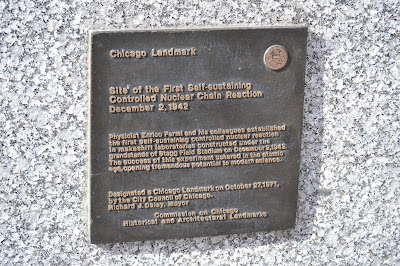 Chicago Landmark
Site of the First Self-sustaining
Controlled Nuclear Chain Reaction
December 2, 1942
Physicist Enrico Fermi and his colleagues established
the first self-sustaining controlled nuclear reaction
in makeshift laboratories constructed under the
grandstands of Stagg Field Stadium on December 2, 1942.
The success of this experiment ushered in the atomic
age, opening tremendous potential to modern science.
Designated a Chicago Landmark on October 27, 1971,
by the City Council of Chicago.
Richard J. Daley, Mayor
Commission on Chicago
Historical and Architectural Landmarks